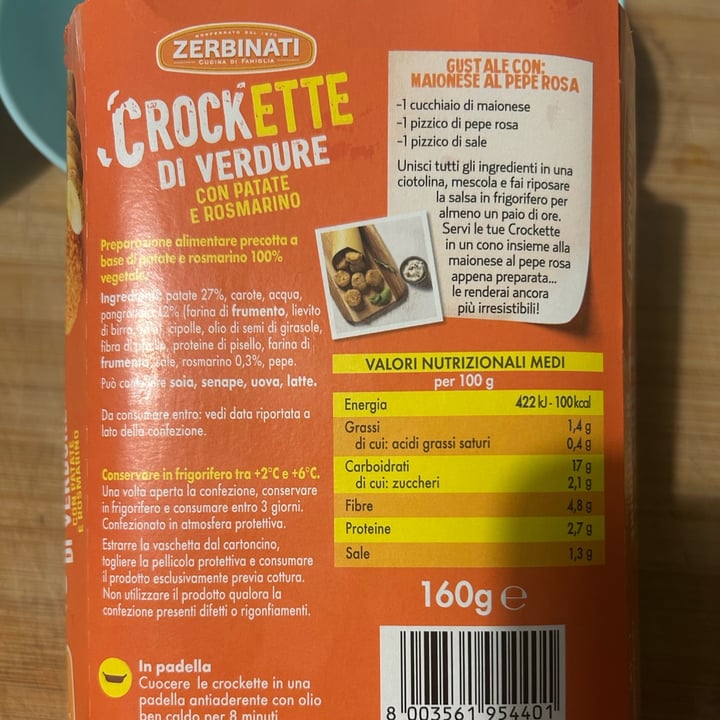 CONFERMATO DAL 1970
ZERBINATI
CUCINA DI FAMIGLIA
CROCKETTE
DI VERDURE
CON PATATE
E ROSMARINO
Preparazione alimentare precotta a
base di patate e rosmarino 100%
vegetale.
patate 27%, carote, acqua,
12% (farina di frumento, lievito
di birra, cipolle, olio di semi di girasole,
fibra di proteine di pisello, farina di
frumento, sale, rosmarino 0,3%, pepe.
Può contenere soia, senape, uova, latte.
Da consumare entro: vedi data riportata a
lato della confezione.
Conservare in frigorifero tra +2°C e +6°C.
Una volta aperta la confezione, conservare
in frigorifero e consumare entro 3 giorni.
Confezionato in atmosfera protettiva.
Estrarre la vaschetta dal cartoncino,
togliere la pellicola protettiva e consumare
il prodotto esclusivamente previa cottura.
Non utilizzare il prodotto qualora la
confezione presenti difetti o rigonfiamenti.
In padella
Cuocere le crockette in una
padella antiaderente con olio
ben caldo per 8 minuti
GUSTALE CON:
MAIONESE AL PEPE ROSA
-1 cucchiaio di maionese
-1 pizzico di pepe rosa
-1 pizzico di sale
Unisci tutti gli ingredienti in una
ciotolina, mescola e fai riposare
la salsa in frigorifero per
almeno un paio di ore.
Servi le tue Crockette
in un cono insieme alla
maionese al pepe rosa
appena preparata...
le renderai ancora
più irresistibili!
VALORI NUTRIZIONALI MEDI
per 100 g
Energia 422 kJ - 100 kcal
Grassi 1,4 g
di cui: acidi grassi saturi 0,4 g
Carboidrati 17 g
di cui: zuccheri 2,1 g
Fibre 4,8 g
Proteine 2,7 g
Sale 1,3 g
160g e
8 003561 954401
DI VERDURE
CON PATATE
E ROSMARINO